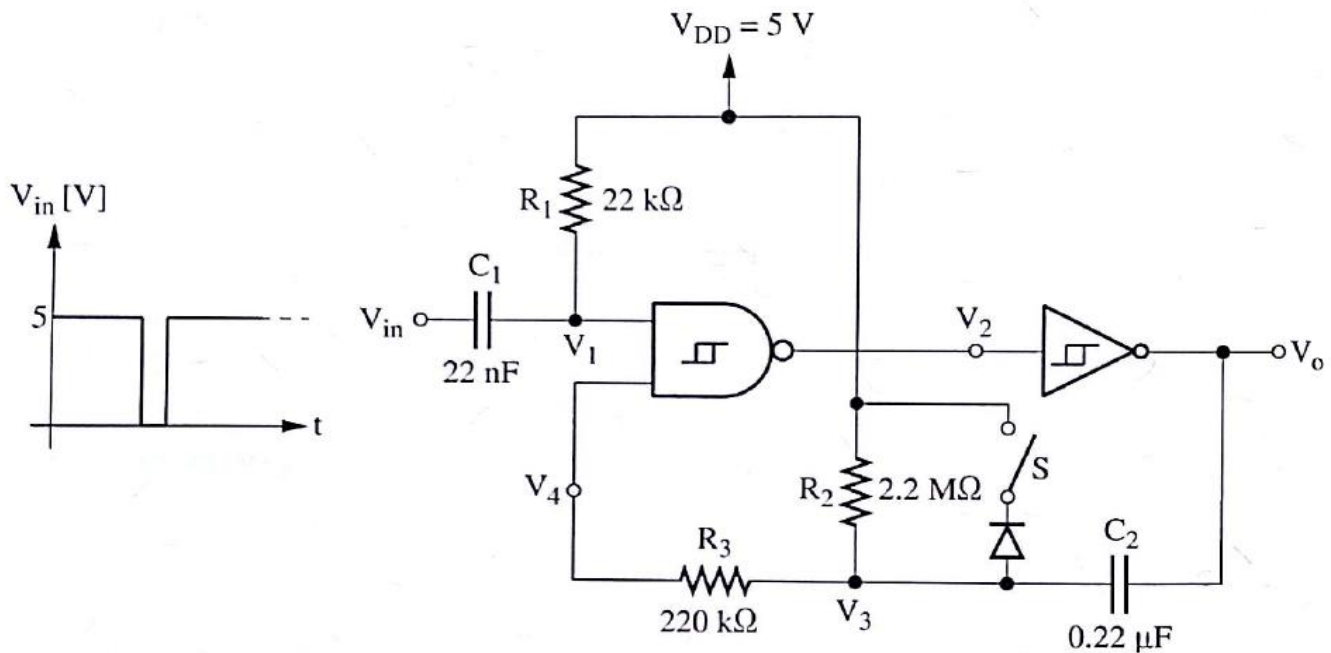 V_DD = 5 V
V_in [V]
5
t
R_1 22 kΩ
C_1
V_in
22 nF
V_1
V_2
V_o
V_4
R_2 2.2 MΩ
S
R_3
220 kΩ
V_3
C_2
0.22 μF